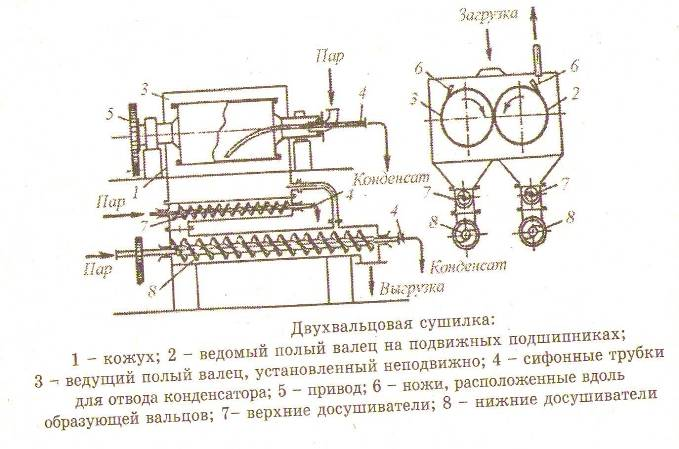 Загрузка
Пар
3
4
6
6
5
3
2
1
Конденсат
4
7
7
Пар
7
4
8
8
Пар
8
Конденсат
Выгрузка
Двухвальцовая сушилка:
1 – кожух; 2 – ведомый полый валец на подвижных подшипниках;
3 – ведущий полый валец, установленный неподвижно; 4 – сифонные трубки
для отвода конденсатора; 5 – привод; 6 – ножи, расположенные вдоль
образующей вальцов; 7– верхние досушиватели; 8 – нижние досушиватели